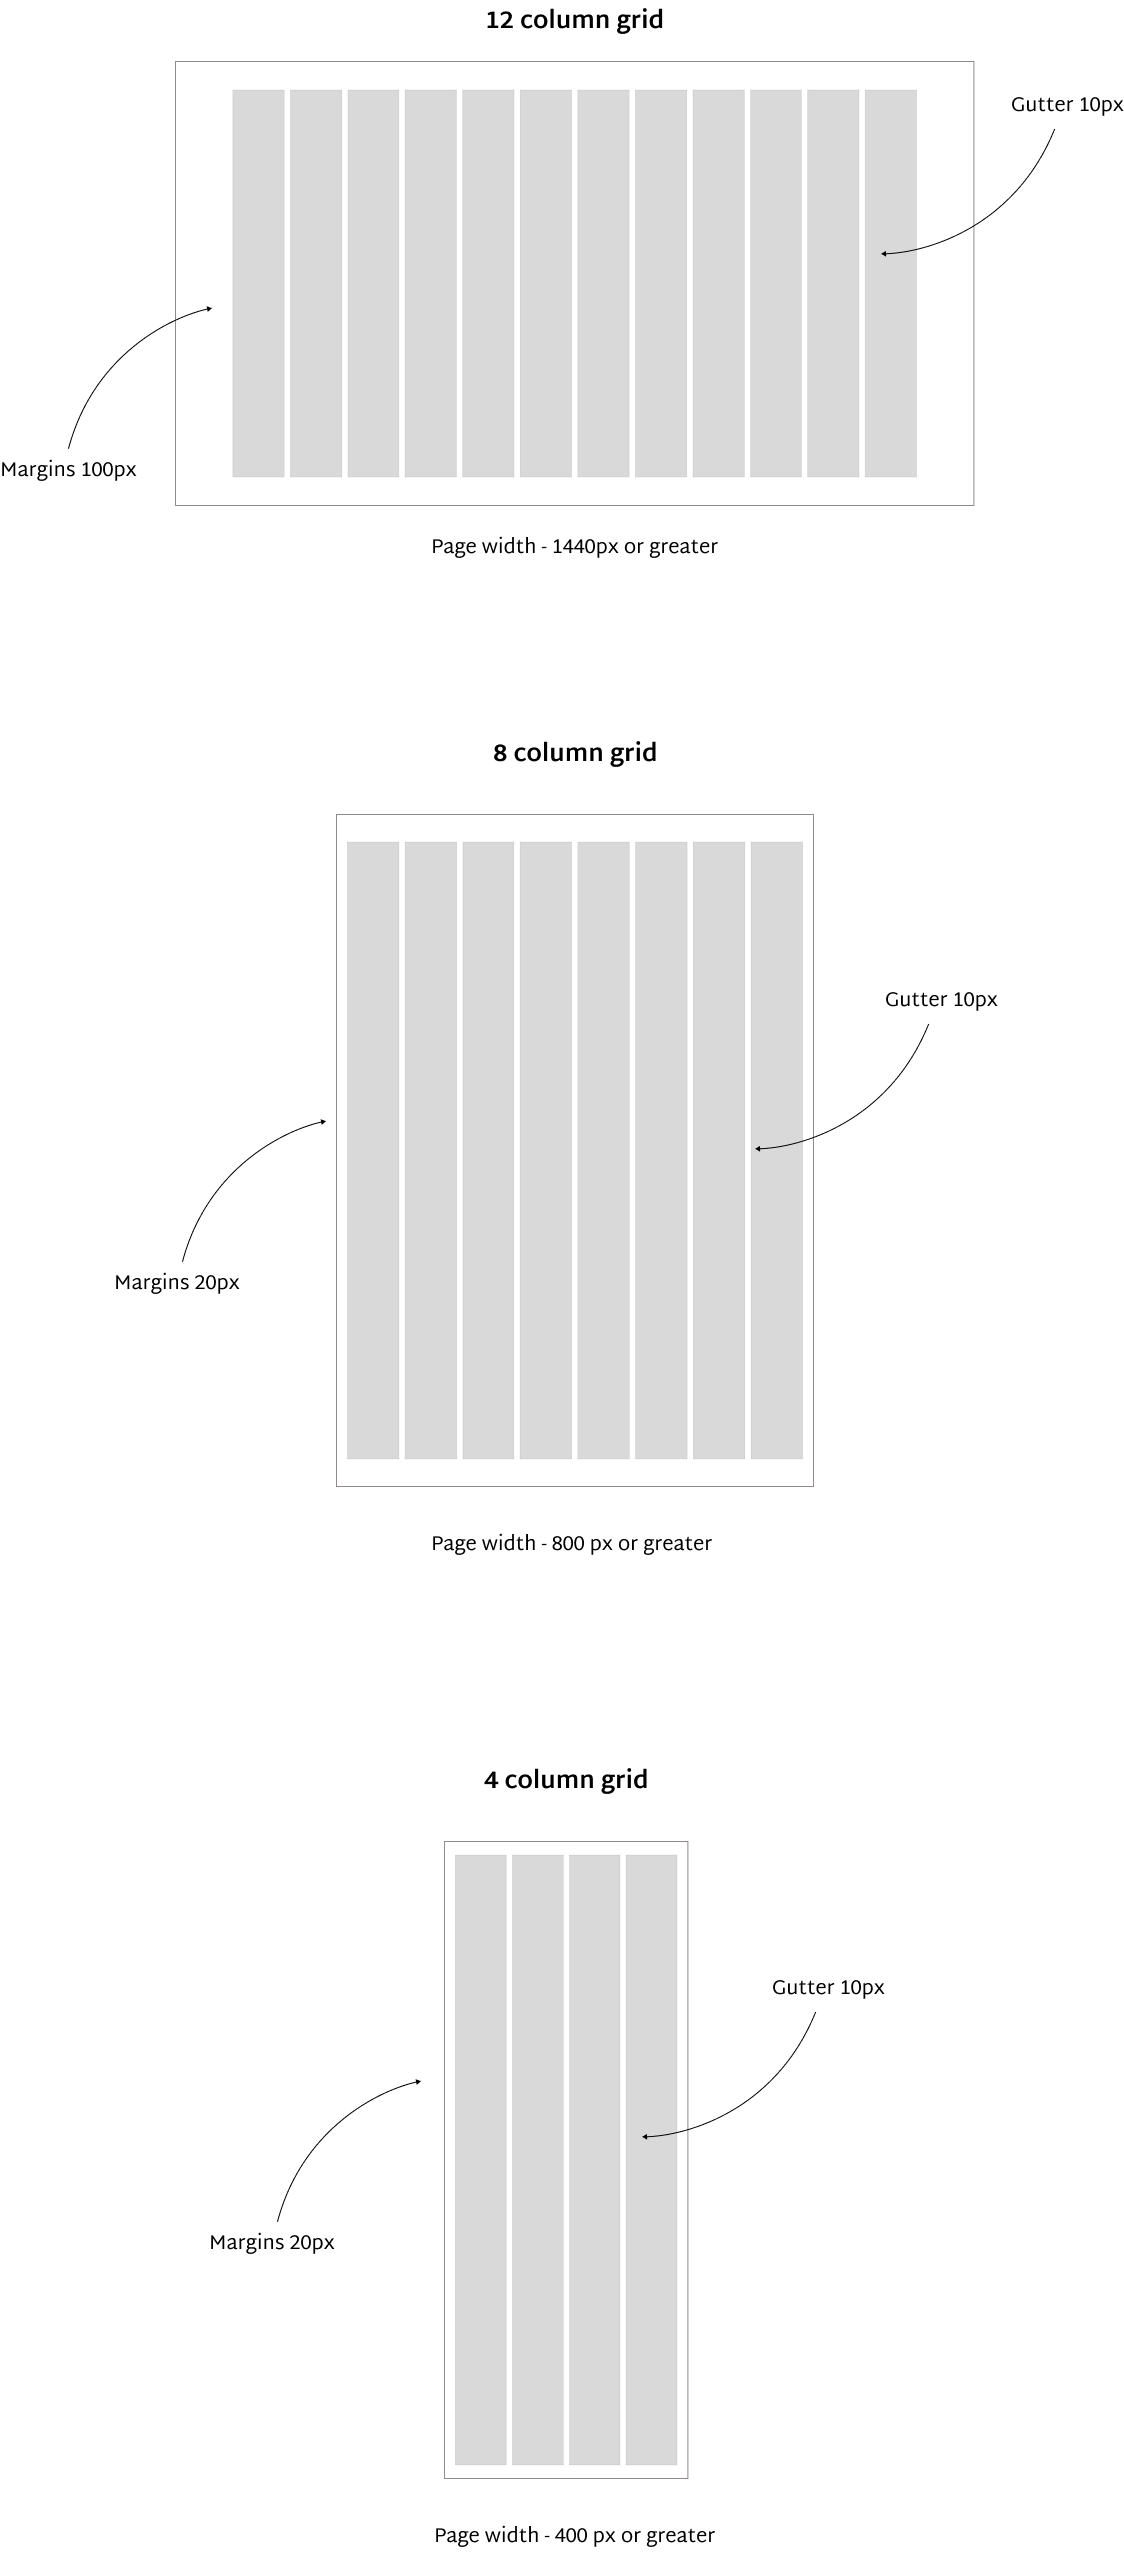 12 column grid
Gutter 10px
Margins 100px
Page width - 1440px or greater
8 column grid
Gutter 10px
Margins 20px
Page width - 800 px or greater
4 column grid
Gutter 10px
Margins 20px
Page width - 400 px or greater